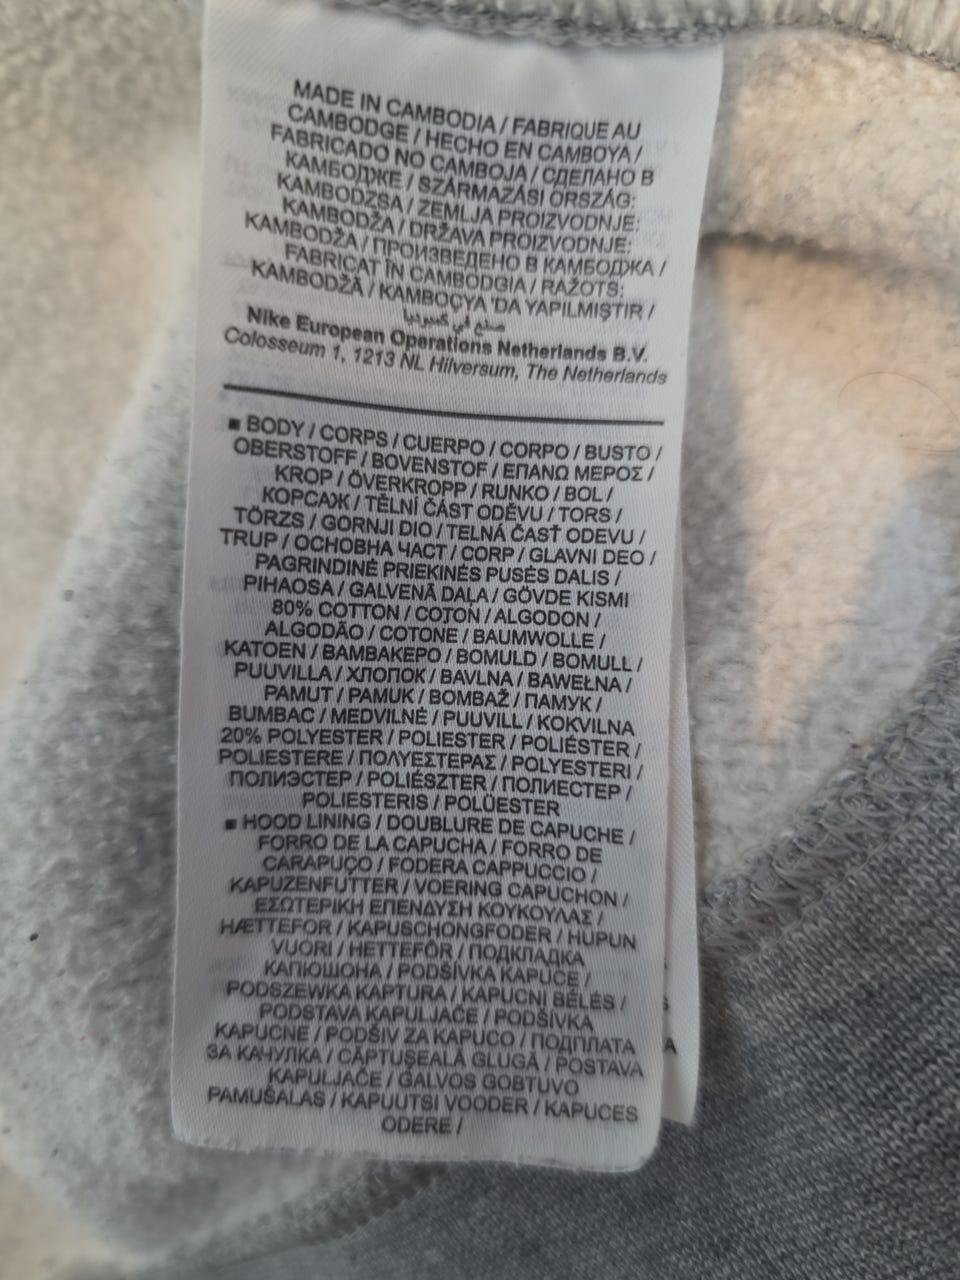 MADE IN CAMBODIA / FABRIQUE AU
CAMBODGE / HECHO EN CAMBOYA /
FABRICADO NO CAMBOJA / СДЕЛАНО В
КАМБОДЖЕ / SZÁRMAZÁSI ORSZÁG:
KAMBODZSA / ZEMLJA PROIZVODNJE:
KAMBODŽA / DRŽAVA PROIZVODNJE:
KAMBODŽA / ПРОИЗВЕДЕНО В КАМБОДЖА /
FABRICAT ÎN CAMBODGIA / RAŽOTS:
KAMBODŽĀ / KAMBOÇYA 'DA YAPILMIŞTIR /
صنع في كمبوديا
Nike European Operations Netherlands B.V.
Colosseum 1, 1213 NL Hilversum, The Netherlands
■ BODY / CORPS / CUERPO / CORPO / BUSTO /
OBERSTOFF / BOVENSTOF / ΕΠΑΝΩ ΜΕΡΟΣ /
KROP / ÖVERKROPP / RUNKO / BOL /
КОРСАЖ / TĚLNÍ ČÁST ODĚVU / TORS /
TÖRZS / GORNJI DIO / TELNÁ ČASŤ ODEVU /
TRUP / ОСНОВНА ЧАСТ / CORP / GLAVNI DEO /
PAGRINDINĖ PRIEKINĖS PUSĖS DALIS /
PIHAOSA / GALVENĀ DAĻA / GÖVDE KISMI
80% COTTON / COTON / ALGODON /
ALGODÃO / COTONE / BAUMWOLLE /
KATOEN / ΒΑΜΒΑΚΕΡΟ / BOMULD / BOMULL /
PUUVILLA / ХЛОПОК / BAVLNA / BAWEŁNA /
PAMUT / PAMUK / BOMBAŽ / ПАМУК /
BUMBAC / MEDVILNĖ / PUUVILL / KOKVILNA
20% POLYESTER / POLIESTER / POLIÉSTER /
POLIESTERE / ΠΟΛΥΕΣΤΕΡΑΣ / POLYESTERI /
ПОЛИЭСТЕР / POLIÉSZTER / ПОЛИЕСТЕР /
POLIESTERIS / POLÜESTER
■ HOOD LINING / DOUBLURE DE CAPUCHE /
FORRO DE LA CAPUCHA / FORRO DE
CARAPUÇO / FODERA CAPPUCCIO /
KAPUZENFUTTER / VOERING CAPUCHON /
ΕΣΩΤΕΡΙΚΗ ΕΠΕΝΔΥΣΗ ΚΟΥΚΟΥΛΑΣ /
HÆTTEFOR / KAPUSCHONGFODER / HUPUN
VUORI / HETTEFÔR / ПОДКЛАДКА
КАПЮШОНА / PODŠÍVKA KAPUCE /
PODSZEWKA KAPTURA / KAPUCNI BÉLÉS /
PODSTAVA KAPULJAČE / PODŠÍVKA
KAPUCNE / PODŠIV ZA KAPUCO / ПОДПЛАТА
ЗА КАЧУЛКА / CĂPTUŞEALĂ GLUGĂ / POSTAVA
KAPULJAČE / GALVOS GOBTUVO
PAMUŠALAS / KAPUUTSI VOODER / KAPUCES
ODERE /